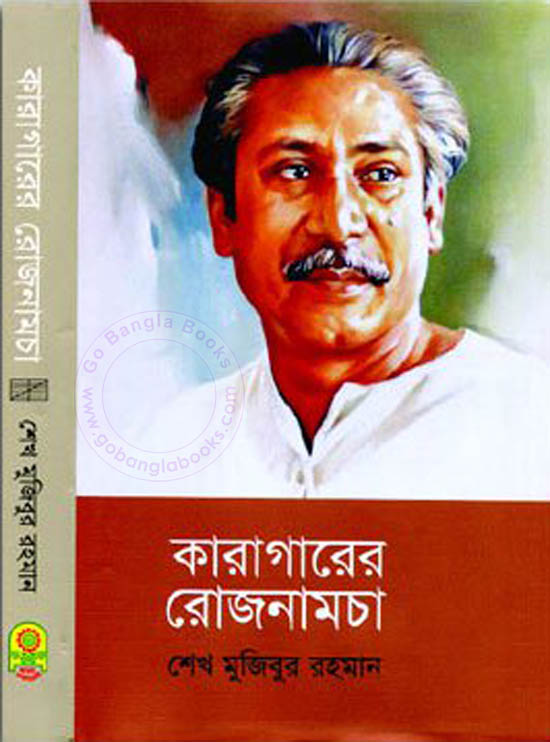 কারাগারের রোজনামচা
শেখ মুজিবুর রহমান
Go Bangla Books
www.gobanglabooks.com
কারাগারের
রোজনামচা
শেখ মুজিবুর রহমান